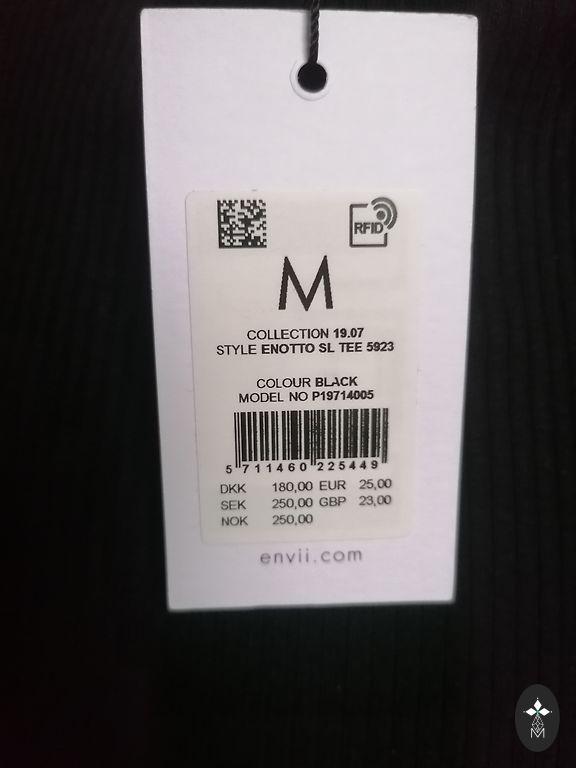 RFID
M
COLLECTION 19.07
STYLE ENOTTO SL TEE 5923
COLOUR BLACK
MODEL NO P19714005
5 711460 225449
DKK 180,00 EUR 25,00
SEK 250,00 GBP 23,00
NOK 250,00
envii.com
M